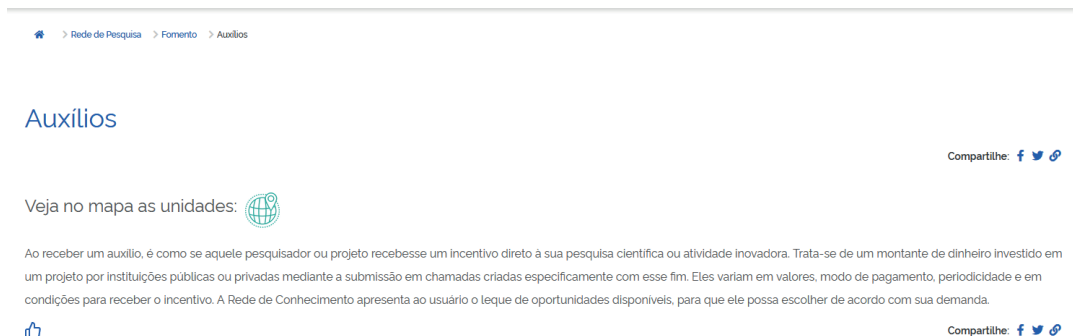 Rede de Pesquisa > Fomento > Auxílios
Auxílios
Compartilhe:
Veja no mapa as unidades:
Ao receber um auxílio, é como se aquele pesquisador ou projeto recebesse um incentivo direto à sua pesquisa científica ou atividade inovadora. Trata-se de um montante de dinheiro investido em
um projeto por instituições públicas ou privadas mediante a submissão em chamadas criadas especificamente com esse fim. Eles variam em valores, modo de pagamento, periodicidade e em
condições para receber o incentivo. A Rede de Conhecimento apresenta ao usuário o leque de oportunidades disponíveis, para que ele possa escolher de acordo com sua demanda.
Compartilhe: